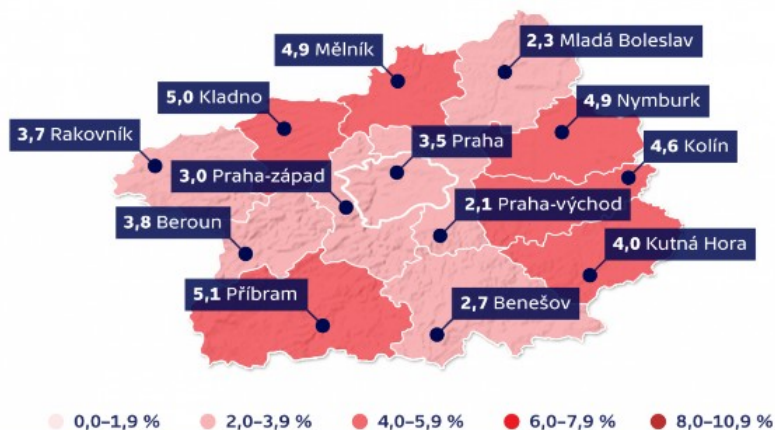 2,3 Mladá Boleslav
4,9 Mělník
5,0 Kladno
4,9 Nymburk
3,7 Rakovník
3,5 Praha
4,6 Kolín
3,0 Praha-západ
2,1 Praha-východ
3,8 Beroun
4,0 Kutná Hora
5,1 Příbram
2,7 Benešov
0,0–1,9 % 2,0–3,9 % 4,0–5,9 % 6,0–7,9 % 8,0–10,9 %